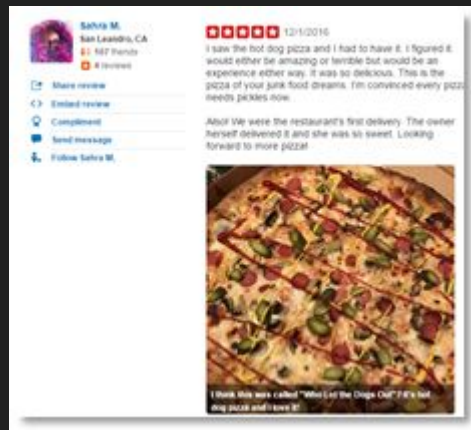 Sahra M.
San Leandro, CA
587 friends
8 reviews
Share review
Embed review
Compliment
Send message
Follow Sahra M.
12/1/2016
I saw the hot dog pizza and I had to have it. I figured it
would either be amazing or terrible but would be an
experience either way. It was so delicious. This is the
pizza of your junk food dreams. I'm convinced every pizza
needs pickles now.
Also! We were the restaurant's first delivery. The owner
herself delivered it and she was so sweet. Looking
forward to more pizza!
I think this was called "Who Let the Dogs Out"? It's hot
dog pizza and I love it!